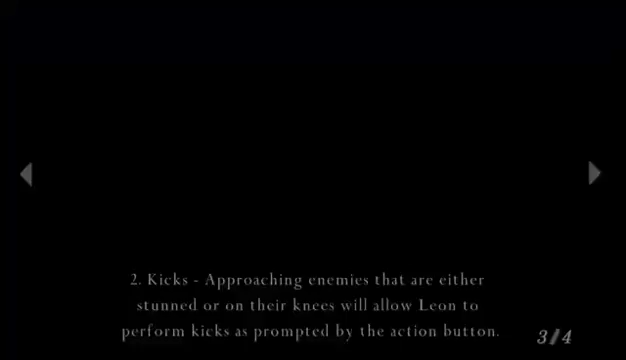 2. Kicks - Approaching enemies that are either
stunned or on their knees will allow Leon to
perform kicks as prompted by the action button.
3/4